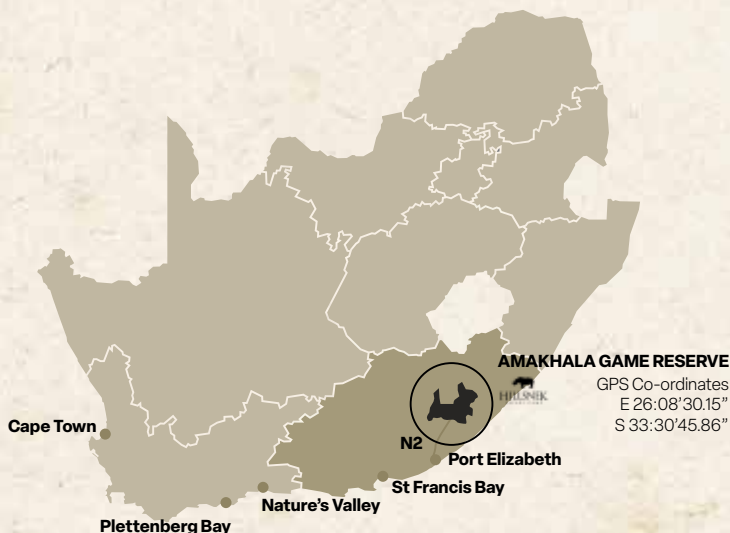 AMAKHALA GAME RESERVE
HILLSNEK
GPS Co-ordinates
E 26:08’30.15”
S 33:30’45.86”
Cape Town
N2
Port Elizabeth
St Francis Bay
Nature’s Valley
Plettenberg Bay